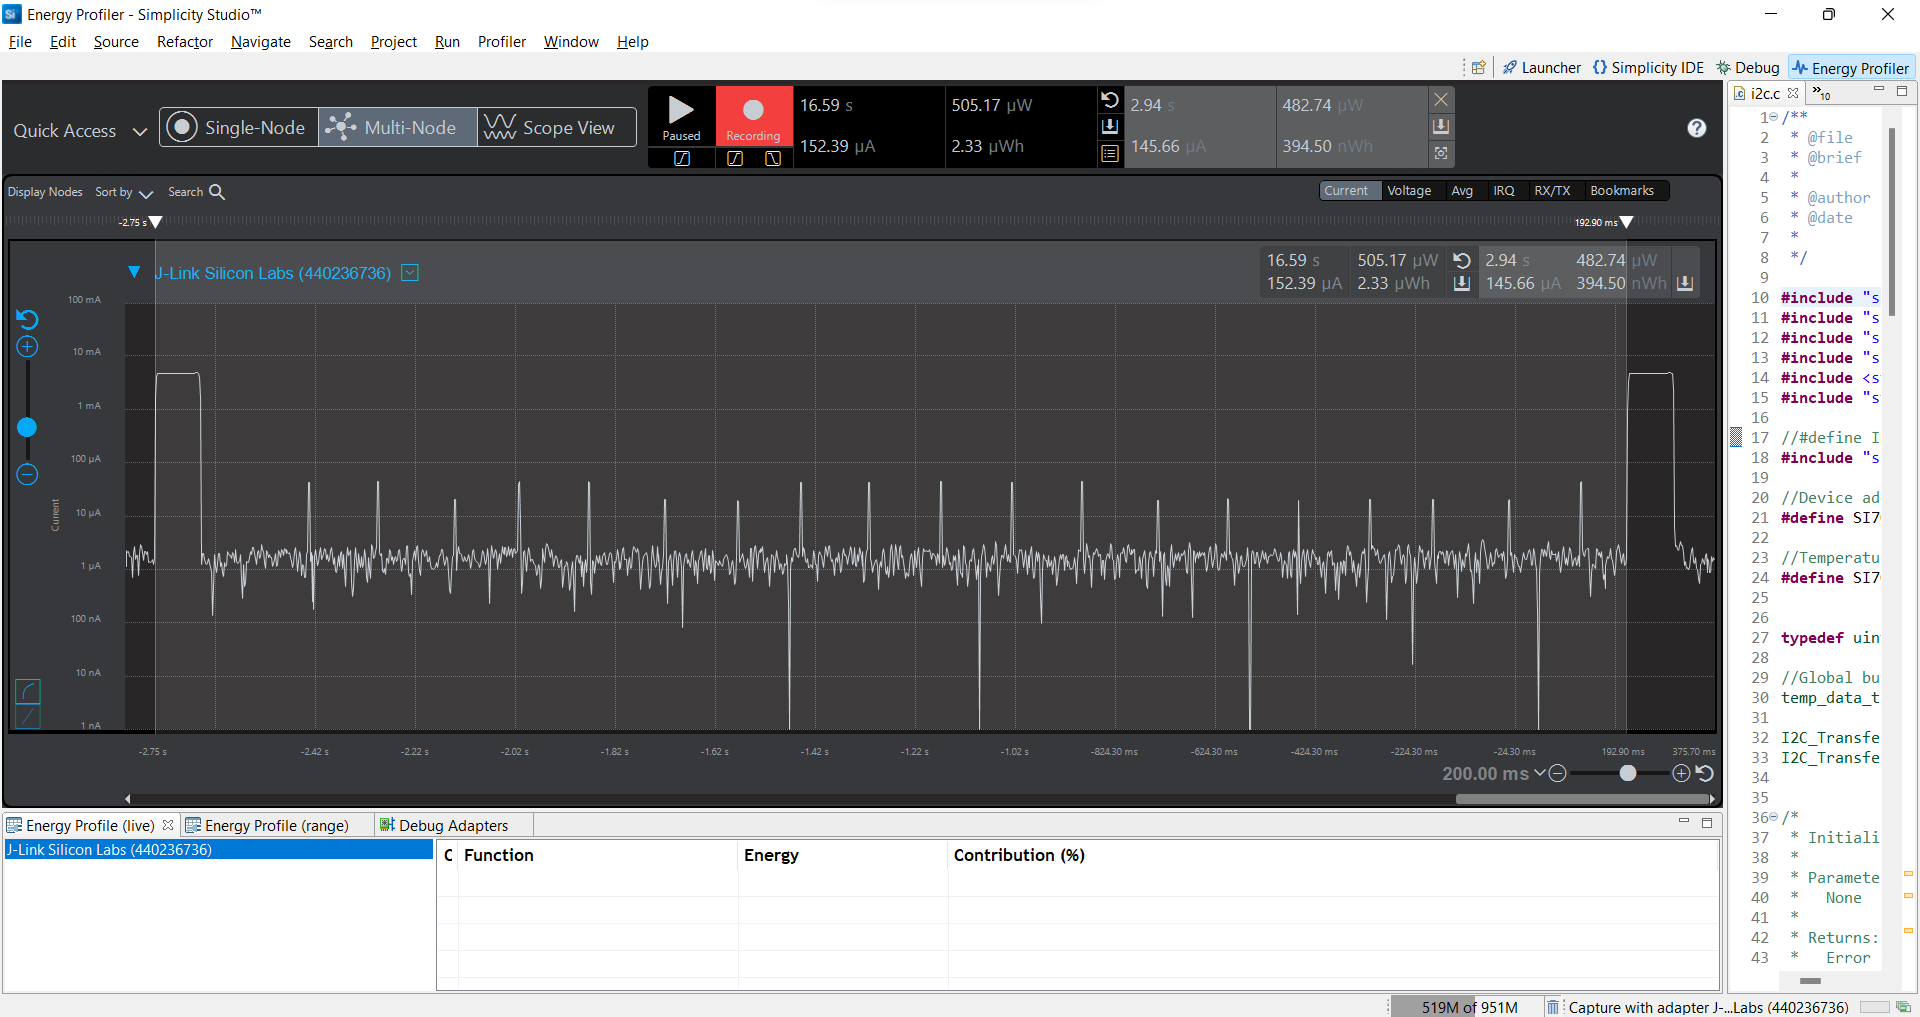 Energy Profiler - Simplicity Studio™
File Edit Source Refactor Navigate Search Project Run Profiler Window Help
Launcher Simplicity IDE Debug Energy Profiler
Quick Access Single-Node Multi-Node Scope View
Paused Recording
16.59 s 505.17 µW 2.94 s 482.74 µW
152.39 µA 2.33 µWh 145.66 µA 394.50 nWh
Display Nodes Sort by Search
Current Voltage Avg IRQ RX/TX Bookmarks
-2.75 s 192.90 ms
J-Link Silicon Labs (440236736)
16.59 s 505.17 µW 2.94 s 482.74 µW
152.39 µA 2.33 µWh 145.66 µA 394.50 nWh
100 mA
10 mA
1 mA
100 µA
10 µA
1 µA
100 nA
10 nA
1 nA
Current
-2.75 s -2.42 s -2.22 s -2.02 s -1.82 s -1.62 s -1.42 s -1.22 s -1.02 s -824.30 ms -624.30 ms -424.30 ms -224.30 ms -24.30 ms 192.90 ms 375.70 ms
200.00 ms
Energy Profile (live) Energy Profile (range) Debug Adapters
J-Link Silicon Labs (440236736)
C Function Energy Contribution (%)
i2c.c »10
1 /**
2 * @file
3 * @brief
4 *
5 * @author
6 * @date
7 *
8 */
9
10 #include "s
11 #include "s
12 #include "s
13 #include "s
14 #include <s
15 #include "s
16
17 //#define I
18 #include "s
19
20 //Device ad
21 #define SI7
22
23 //Temperatu
24 #define SI7
25
26
27 typedef uin
28
29 //Global bu
30 temp_data_t
31
32 I2C_Transfe
33 I2C_Transfe
34
35
36 /*
37 * Initiali
38 *
39 * Paramete
40 * None
41 *
42 * Returns:
43 * Error
519M of 951M Capture with adapter J-...Labs (440236736)